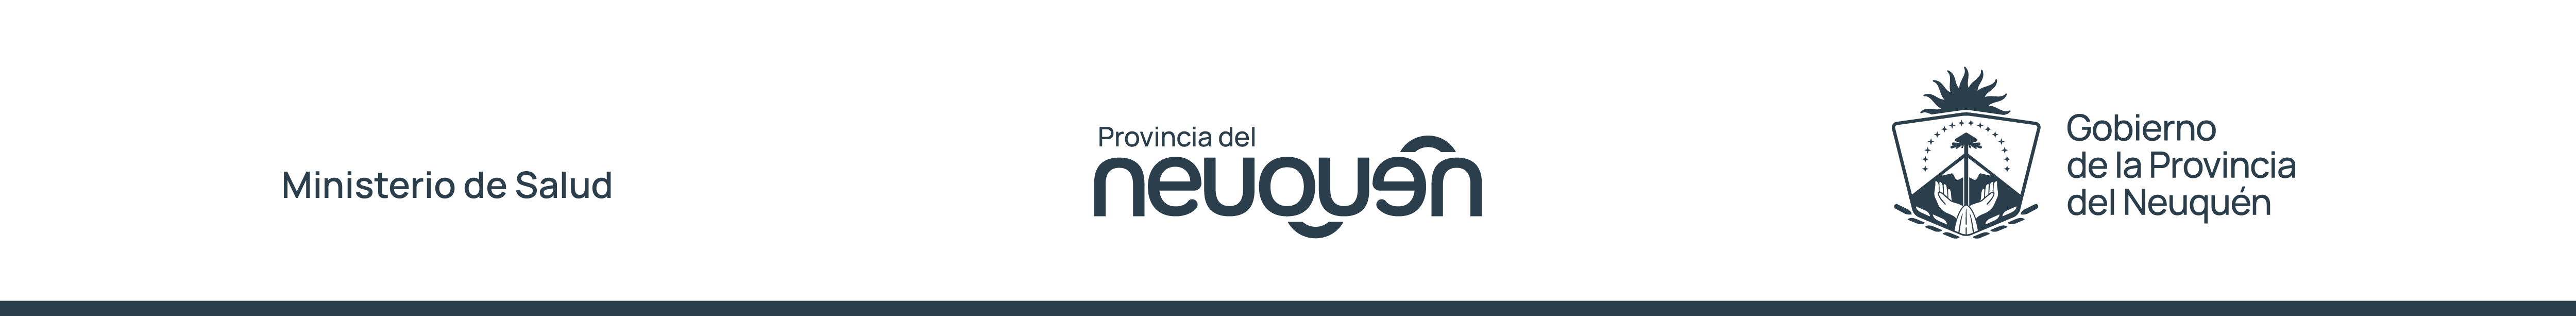 Ministerio de Salud
Provincia del
neuquén
Gobierno
de la Provincia
del Neuquén